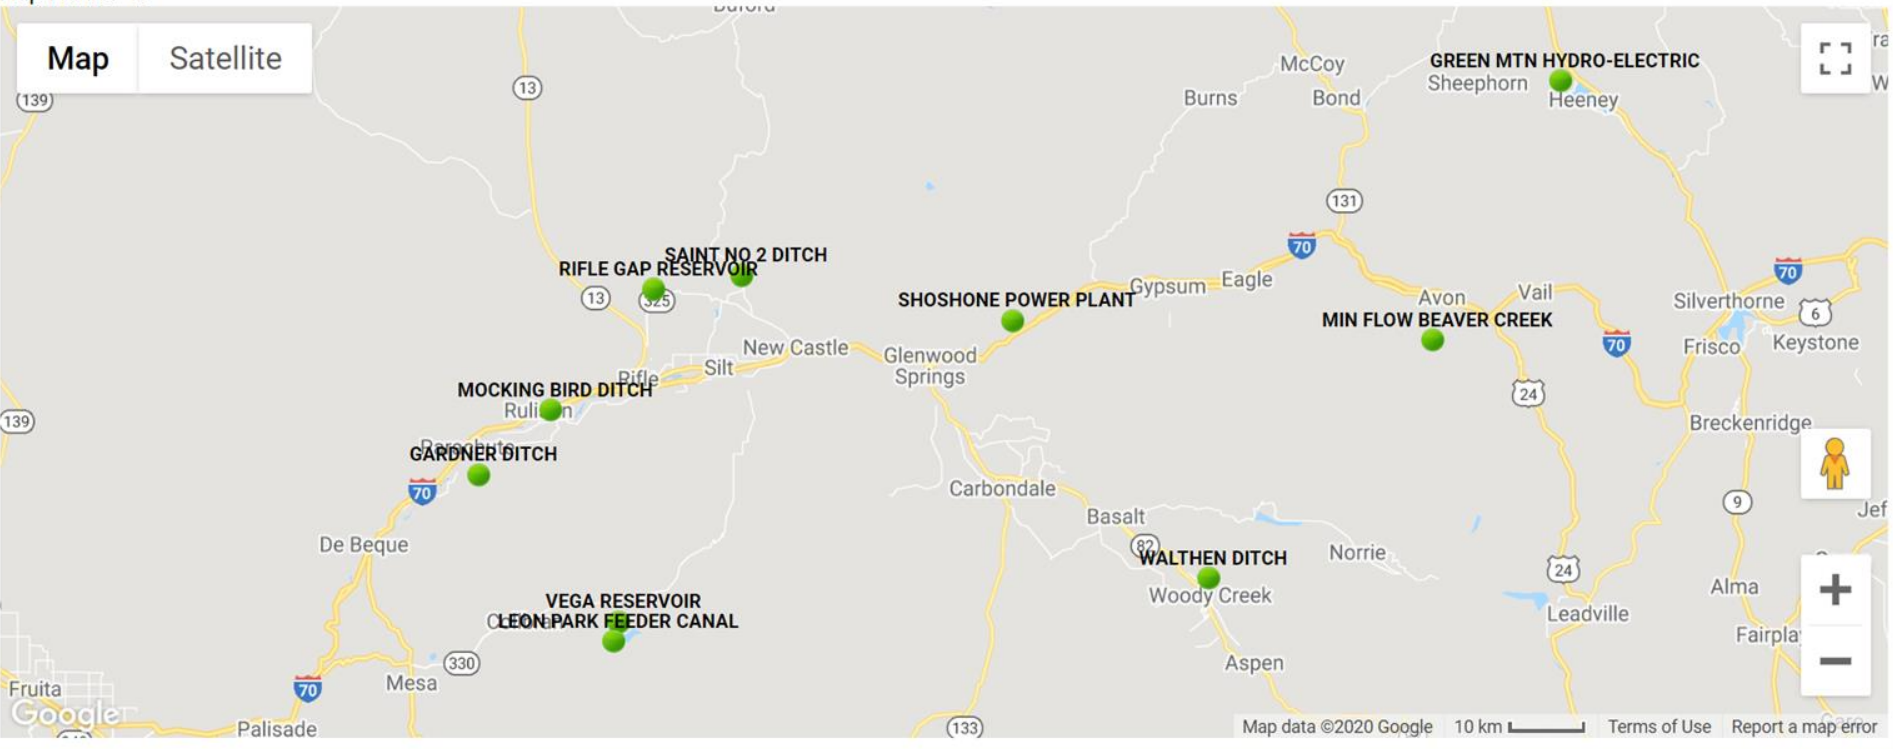 Buford
Map
Satellite
139
13
McCoy
GREEN MTN HYDRO-ELECTRIC
Sheephorn
Burns
Bond
Heeney
131
70
SAINT NO 2 DITCH
RIFLE GAP RESERVOIR
13
325
SHOSHONE POWER PLANT
Gypsum
Eagle
Avon
Vail
MIN FLOW BEAVER CREEK
70
Silverthorne
6
70
Frisco
Keystone
New Castle
Glenwood
Springs
Silt
Rifle
MOCKING BIRD DITCH
Rulison
139
24
Breckenridge
Parachute
GARDNER DITCH
70
Carbondale
Basalt
9
Jef
De Beque
82
WALTHEN DITCH
Norrie
Woody Creek
24
Alma
Leadville
VEGA RESERVOIR
Collbran
LEON PARK FEEDER CANAL
Fairplay
330
Aspen
Mesa
Fruita
70
Google
Palisade
133
Map data ©2020 Google
10 km
Terms of Use
Report a map error